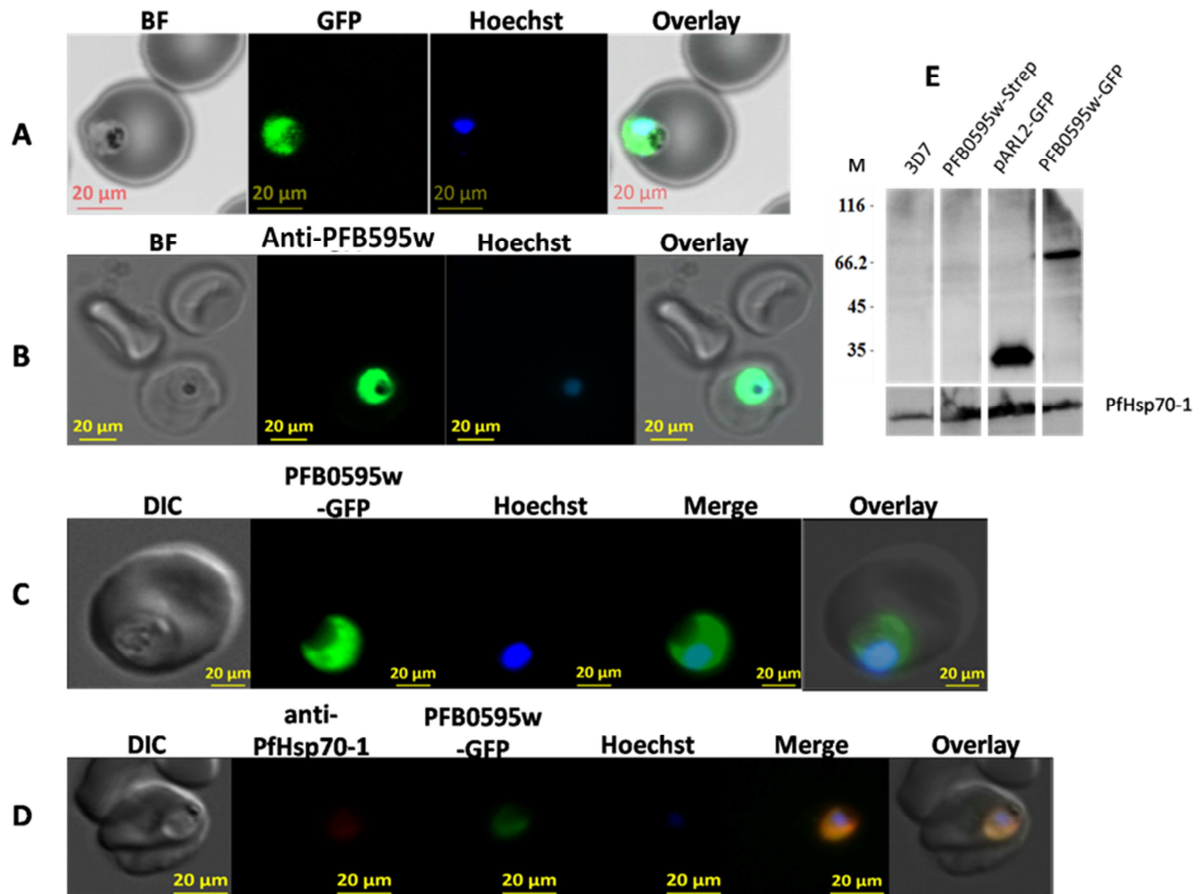 BF GFP Hoechst Overlay
A
20 μm 20 μm 20 μm 20 μm
BF Anti-PFB595w Hoechst Overlay
B
20 μm 20 μm 20 μm 20 μm
PFB0595w
DIC -GFP Hoechst Merge Overlay
C
20 μm 20 μm 20 μm 20 μm 20 μm
anti- PFB0595w
DIC PfHsp70-1 -GFP Hoechst Merge Overlay
D
20 μm 20 μm 20 μm 20 μm 20 μm
E
M 3D7 PFB0595w-Strep pARL2-GFP PFB0595w-GFP
116 -
66.2 -
45 -
35 -
PfHsp70-1